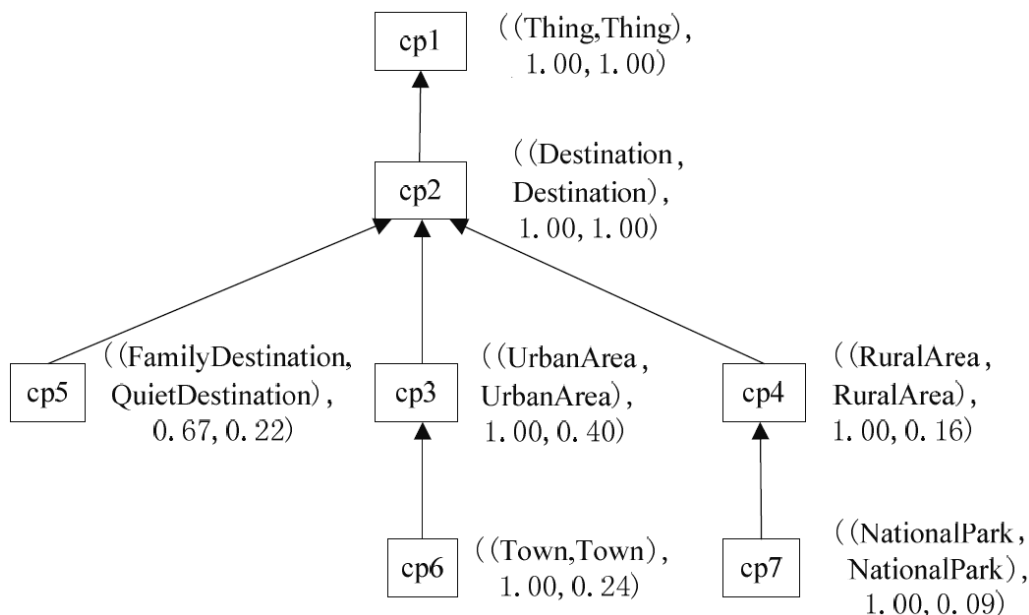 cp1
((Thing,Thing),
1.00, 1.00)
cp2
((Destination,
Destination),
1.00, 1.00)
cp5
((FamilyDestination,
QuietDestination),
0.67, 0.22)
cp3
((UrbanArea,
UrbanArea),
1.00, 0.40)
cp4
((RuralArea,
RuralArea),
1.00, 0.16)
cp6
((Town,Town),
1.00, 0.24)
cp7
((NationalPark,
NationalPark),
1.00, 0.09)